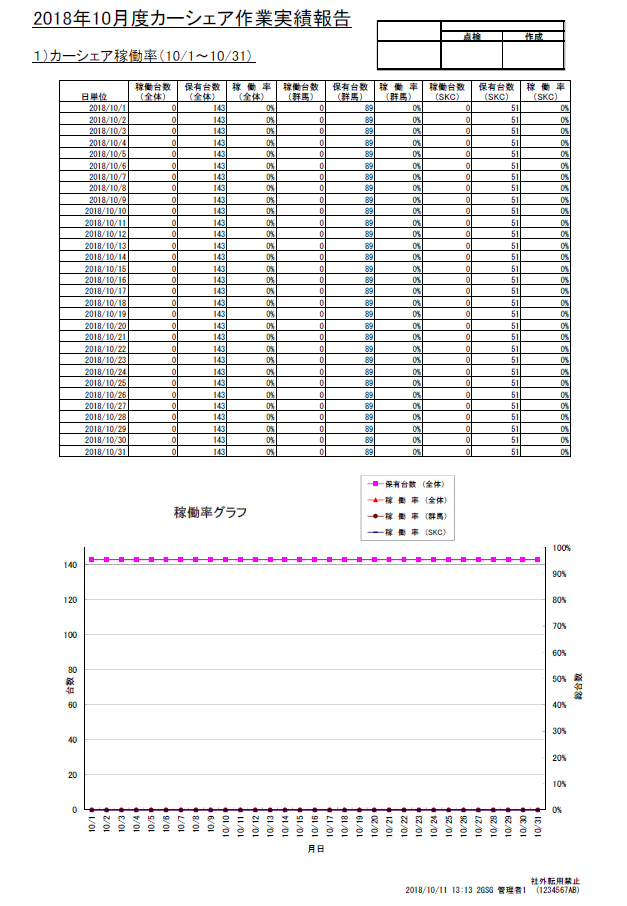 2018年10月度カーシェア作業実績報告
点検 作成
1)カーシェア稼働率(10/1～10/31)
日単位 稼働台数(全体) 保有台数(全体) 稼 働 率(全体) 稼働台数(群馬) 保有台数(群馬) 稼 働 率(群馬) 稼働台数(SKC) 保有台数(SKC) 稼 働 率(SKC)
2018/10/1 0 143 0% 0 89 0% 0 51 0%
2018/10/2 0 143 0% 0 89 0% 0 51 0%
2018/10/3 0 143 0% 0 89 0% 0 51 0%
2018/10/4 0 143 0% 0 89 0% 0 51 0%
2018/10/5 0 143 0% 0 89 0% 0 51 0%
2018/10/6 0 143 0% 0 89 0% 0 51 0%
2018/10/7 0 143 0% 0 89 0% 0 51 0%
2018/10/8 0 143 0% 0 89 0% 0 51 0%
2018/10/9 0 143 0% 0 89 0% 0 51 0%
2018/10/10 0 143 0% 0 89 0% 0 51 0%
2018/10/11 0 143 0% 0 89 0% 0 51 0%
2018/10/12 0 143 0% 0 89 0% 0 51 0%
2018/10/13 0 143 0% 0 89 0% 0 51 0%
2018/10/14 0 143 0% 0 89 0% 0 51 0%
2018/10/15 0 143 0% 0 89 0% 0 51 0%
2018/10/16 0 143 0% 0 89 0% 0 51 0%
2018/10/17 0 143 0% 0 89 0% 0 51 0%
2018/10/18 0 143 0% 0 89 0% 0 51 0%
2018/10/19 0 143 0% 0 89 0% 0 51 0%
2018/10/20 0 143 0% 0 89 0% 0 51 0%
2018/10/21 0 143 0% 0 89 0% 0 51 0%
2018/10/22 0 143 0% 0 89 0% 0 51 0%
2018/10/23 0 143 0% 0 89 0% 0 51 0%
2018/10/24 0 143 0% 0 89 0% 0 51 0%
2018/10/25 0 143 0% 0 89 0% 0 51 0%
2018/10/26 0 143 0% 0 89 0% 0 51 0%
2018/10/27 0 143 0% 0 89 0% 0 51 0%
2018/10/28 0 143 0% 0 89 0% 0 51 0%
2018/10/29 0 143 0% 0 89 0% 0 51 0%
2018/10/30 0 143 0% 0 89 0% 0 51 0%
2018/10/31 0 143 0% 0 89 0% 0 51 0%
稼働率グラフ
保有台数 (全体)
稼 働 率 (全体)
稼 働 率 (群馬)
稼 働 率 (SKC)
140
120
100
80
60
40
20
0
台数
100%
90%
80%
70%
60%
50%
40%
30%
20%
10%
0%
総台数
10/1 10/2 10/3 10/4 10/5 10/6 10/7 10/8 10/9 10/10 10/11 10/12 10/13 10/14 10/15 10/16 10/17 10/18 10/19 10/20 10/21 10/22 10/23 10/24 10/25 10/26 10/27 10/28 10/29 10/30 10/31
月日
社外転用禁止
2018/10/11 13:13 2GSG 管理者1 (1234567AB)